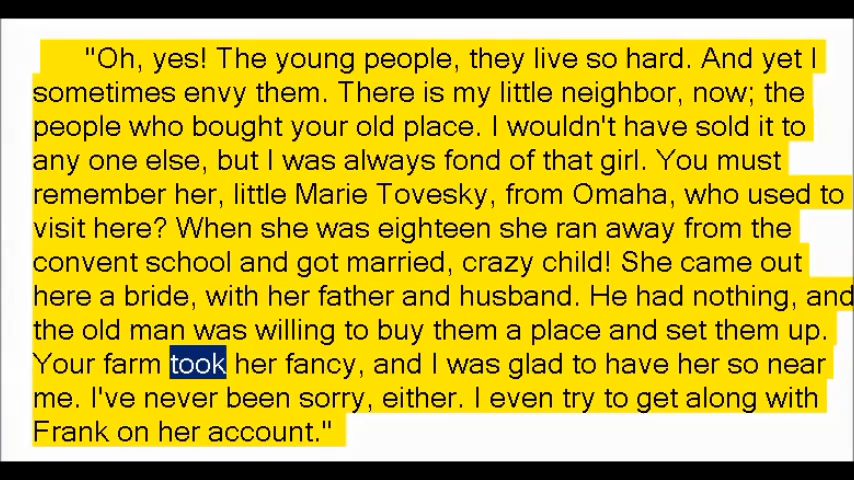 "Oh, yes! The young people, they live so hard. And yet I
sometimes envy them. There is my little neighbor, now; the
people who bought your old place. I wouldn't have sold it to
any one else, but I was always fond of that girl. You must
remember her, little Marie Tovesky, from Omaha, who used to
visit here? When she was eighteen she ran away from the
convent school and got married, crazy child! She came out
here a bride, with her father and husband. He had nothing, and
the old man was willing to buy them a place and set them up.
Your farm took her fancy, and I was glad to have her so near
me. I've never been sorry, either. I even try to get along with
Frank on her account."